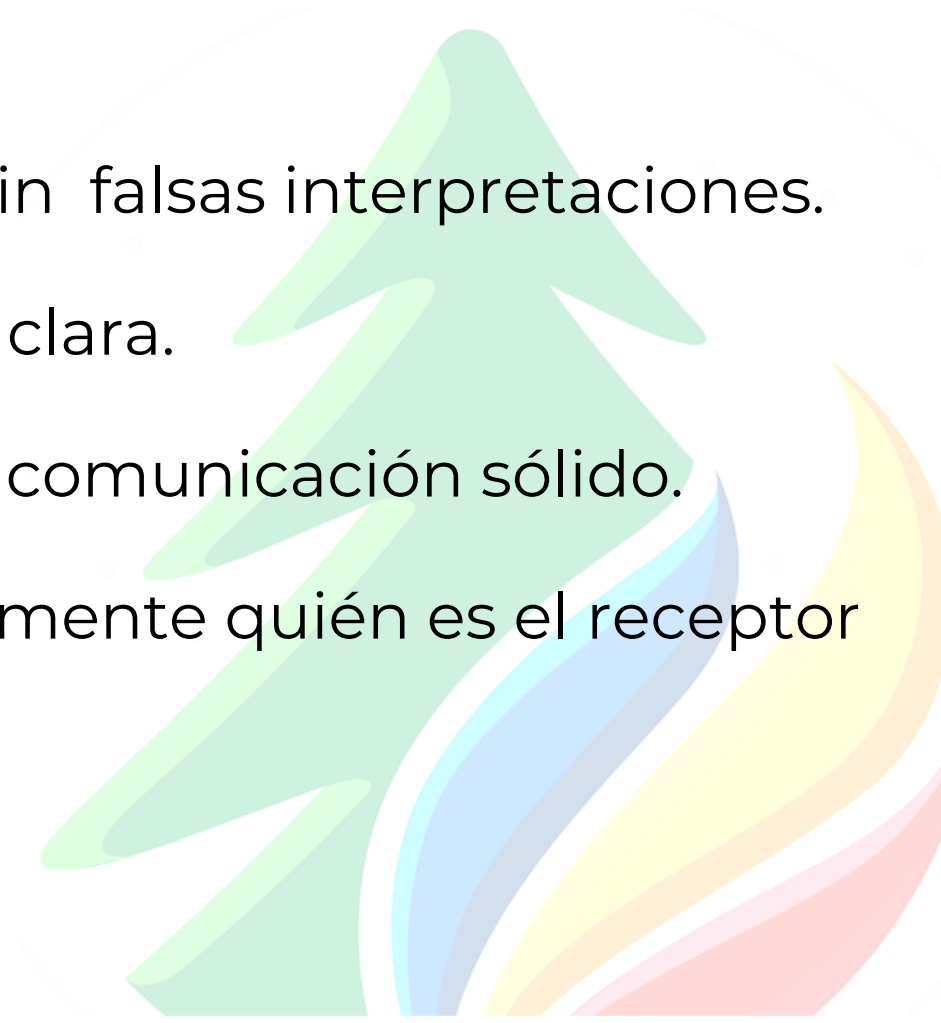 in falsas interpretaciones.
clara.
comunicación sólido.
mente quién es el receptor